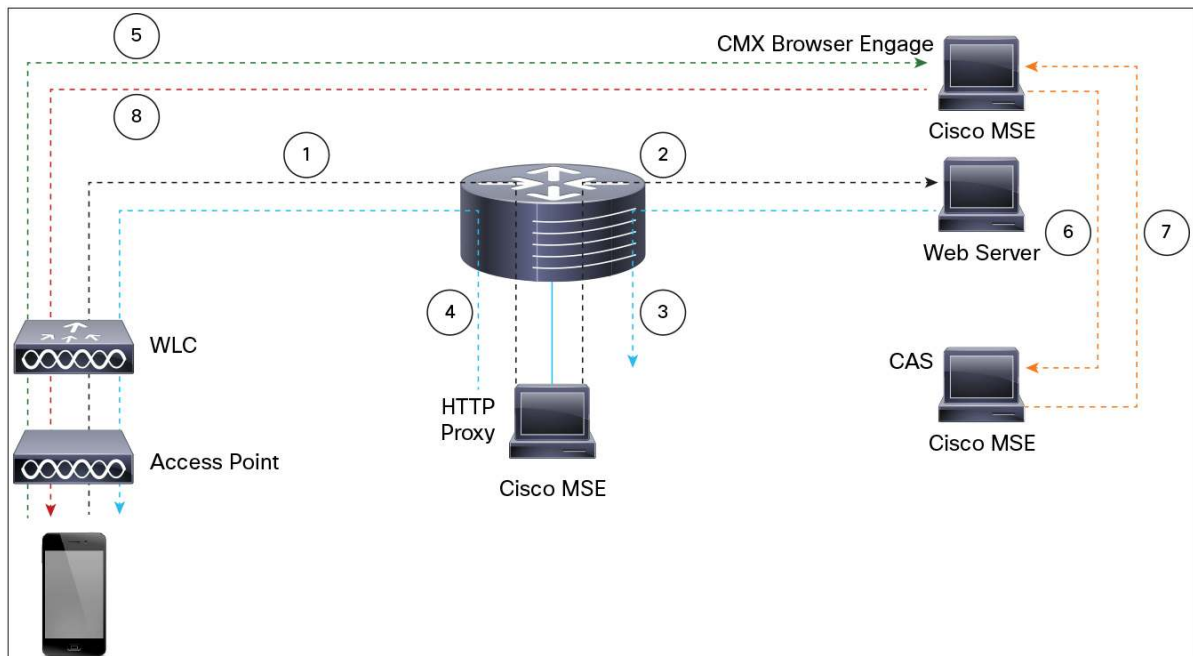 5
CMX Browser Engage
8
Cisco MSE
1
2
Web Server
6
7
4
3
WLC
CAS
HTTP
Proxy
Cisco MSE
Access Point
Cisco MSE